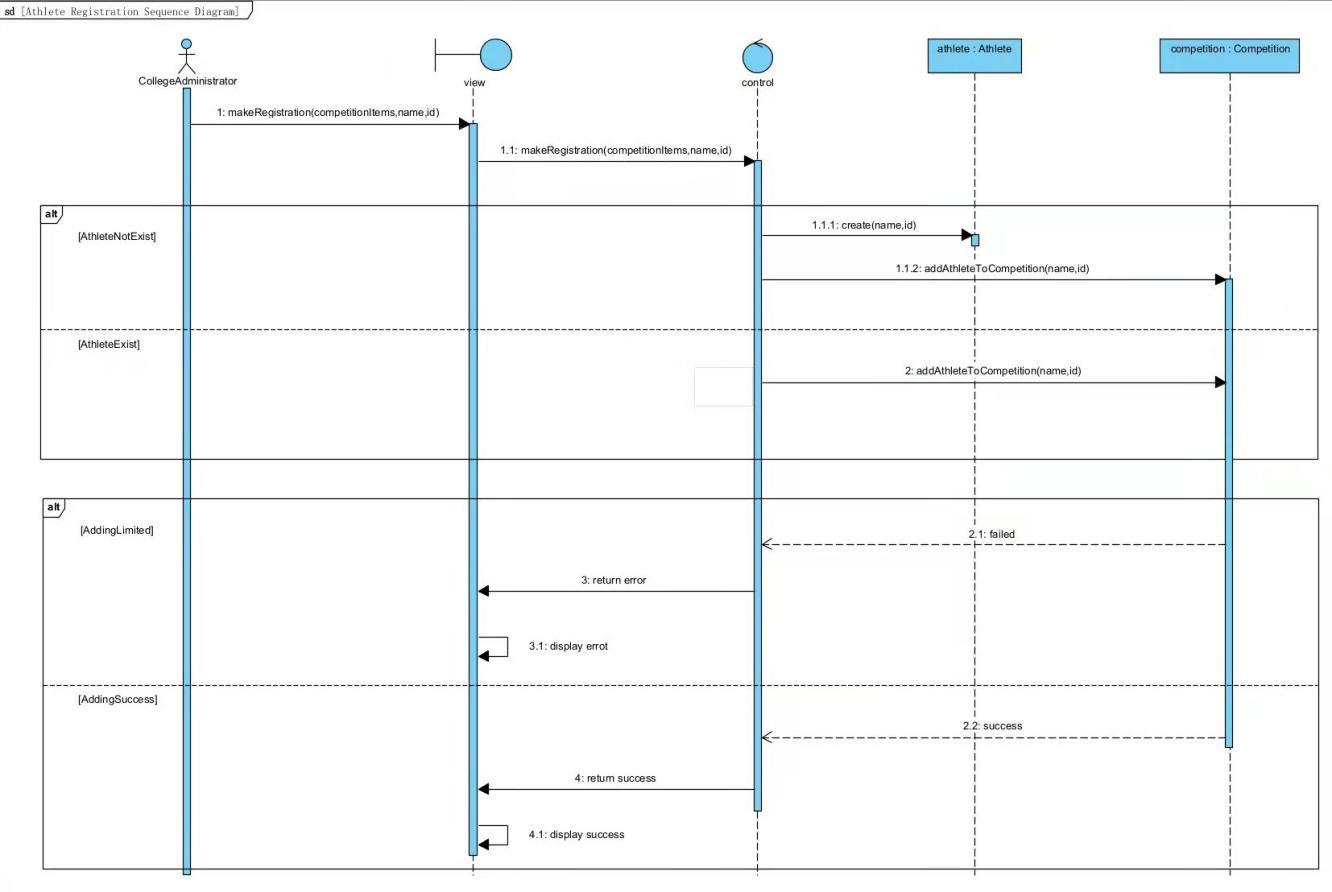 sd [Athlete Registration Sequence Diagram]
CollegeAdministrator
view
control
athlete : Athlete
competition : Competition
1: makeRegistration(competitionItems,name,id)
1.1: makeRegistration(competitionItems,name,id)
alt
[AthleteNotExist]
1.1.1: create(name,id)
1.1.2: addAthleteToCompetition(name,id)
[AthleteExist]
2: addAthleteToCompetition(name,id)
alt
[AddingLimited]
2.1: failed
3: return error
3.1: display errot
[AddingSuccess]
2.2: success
4: return success
4.1: display success